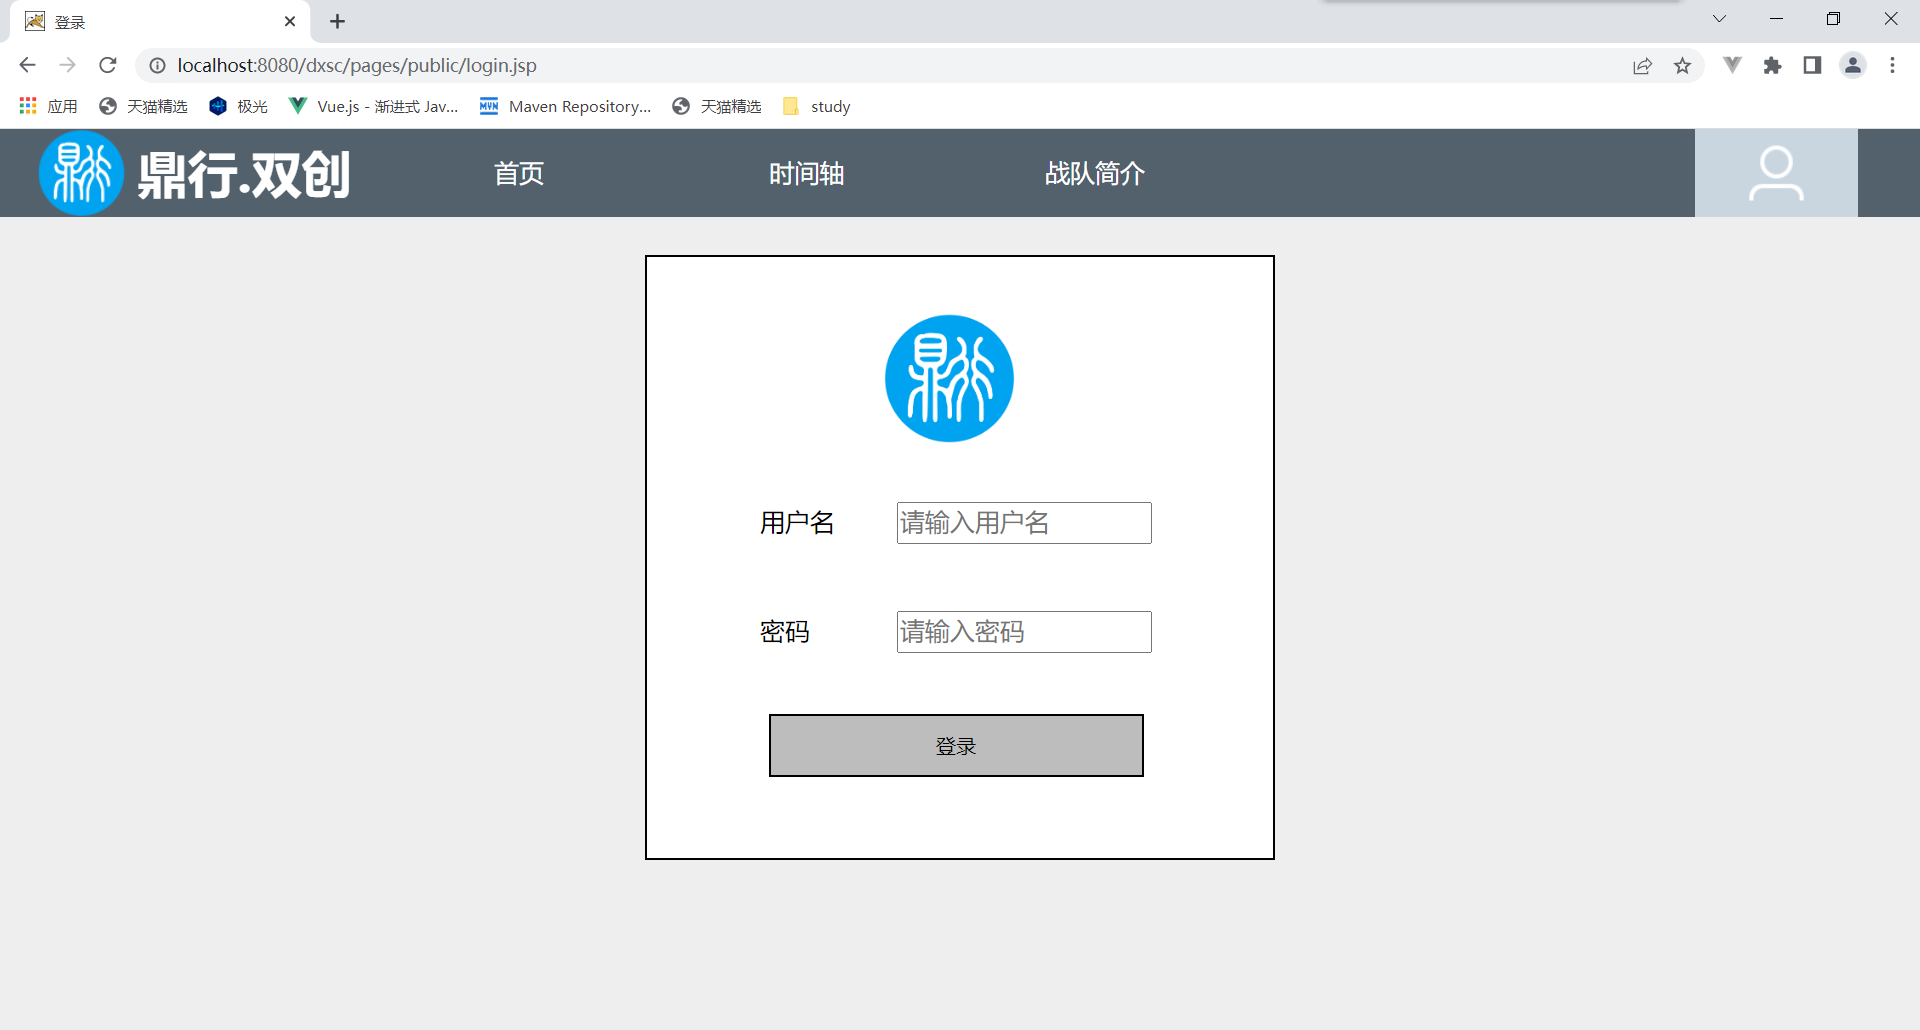 登录
localhost:8080/dxsc/pages/public/login.jsp
应用 天猫精选 极光 Vue.js - 渐进式 Jav... Maven Repository... 天猫精选 study
鼎行.双创 首页 时间轴 战队简介
鼎行
用户名 请输入用户名
密码 请输入密码
登录